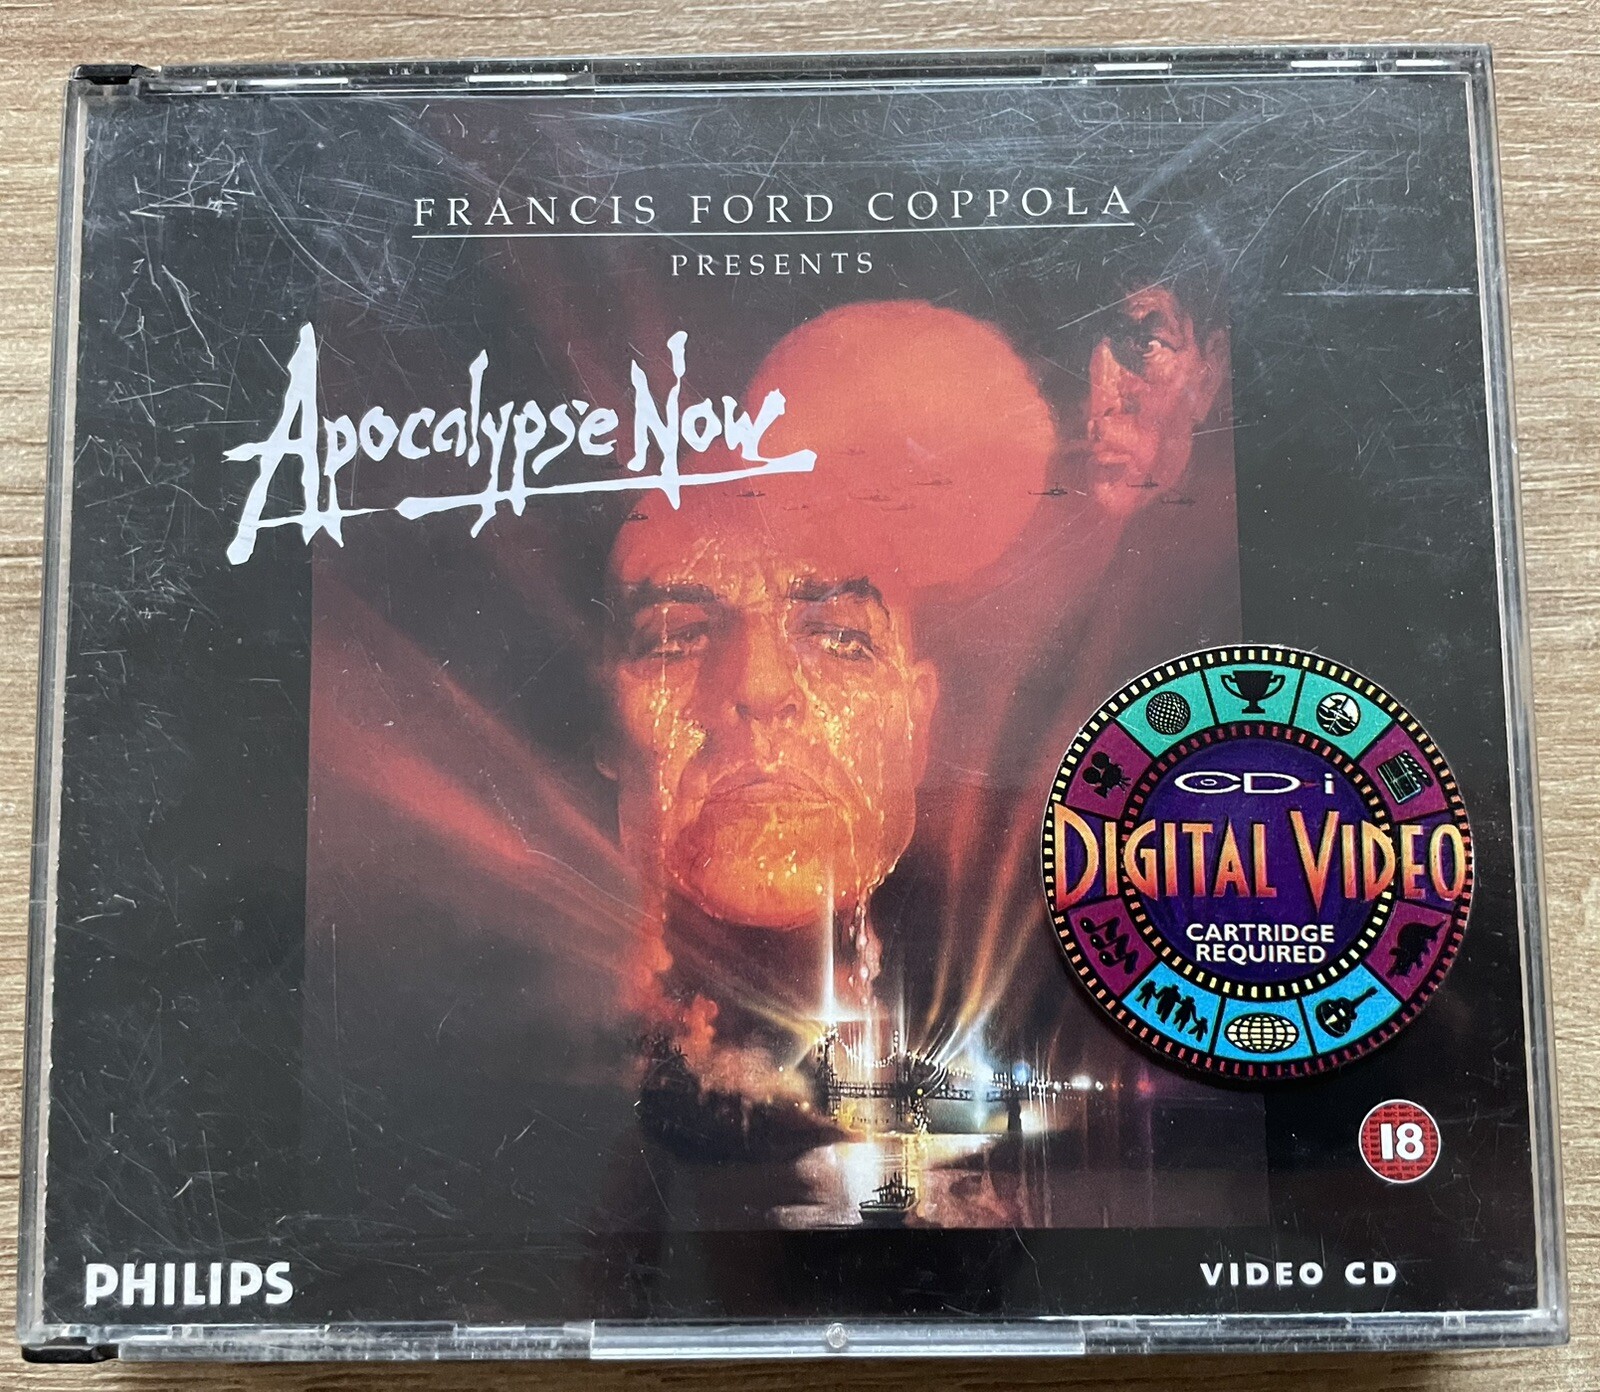 FRANCIS FORD COPPOLA
PRESENTS
Apocalypse Now
CD-i
DIGITAL VIDEO
CARTRIDGE
REQUIRED
18
PHILIPS
VIDEO CD